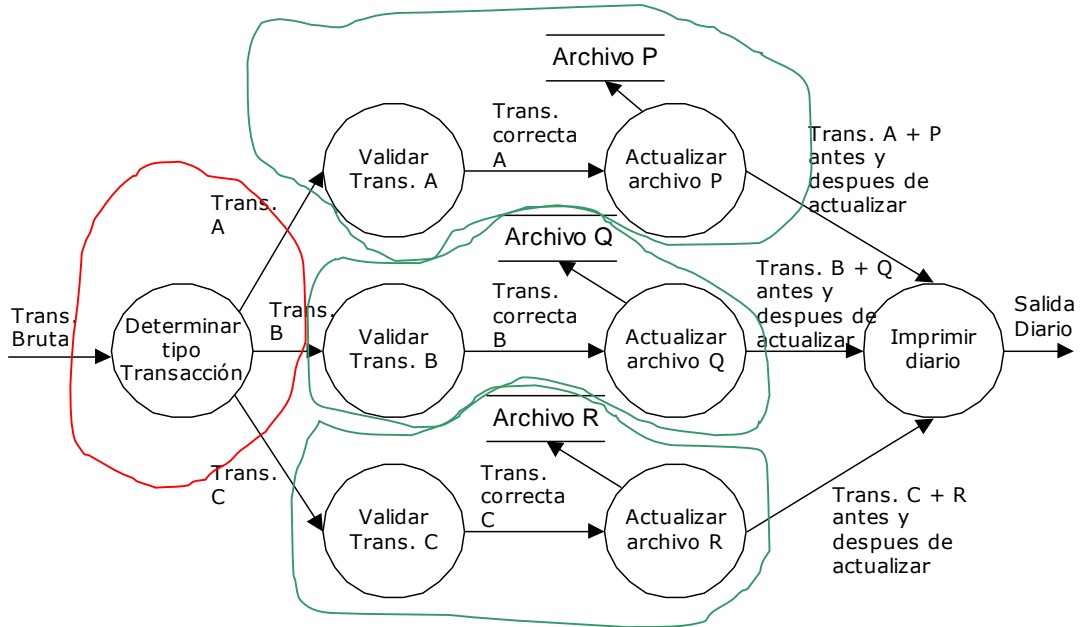 Archivo P
Trans.
correcta
A
Validar
Trans. A
Actualizar
archivo P
Trans. A + P
antes y
despues de
actualizar
Trans.
A
Archivo Q
Trans.
Bruta
Determinar
tipo
Transacción
Trans.
B
Validar
Trans. B
Trans.
correcta
B
Actualizar
archivo Q
Trans. B + Q
antes y
despues de
actualizar
Imprimir
diario
Salida
Diario
Archivo R
Trans.
C
Validar
Trans. C
Trans.
correcta
C
Actualizar
archivo R
Trans. C + R
antes y
despues de
actualizar